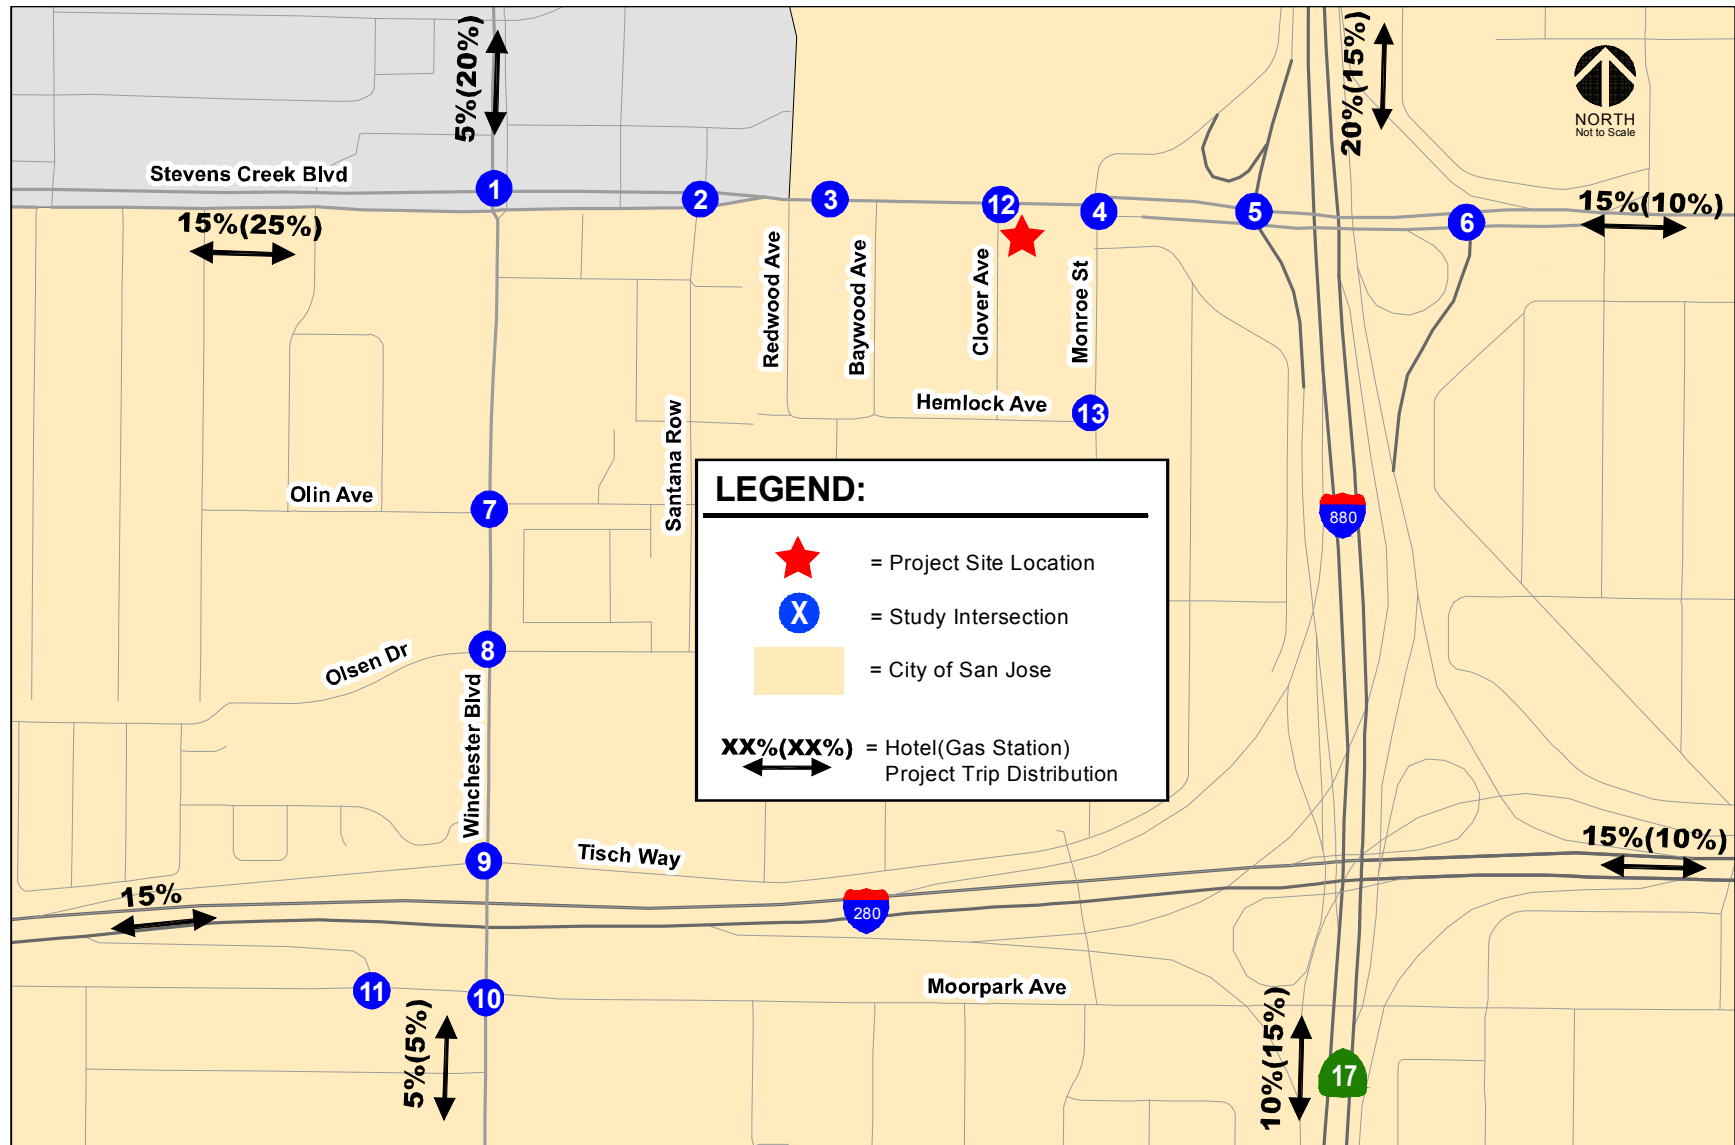 5%(20%)
20%(15%)
NORTH
Not to Scale
Stevens Creek Blvd
1
2
3
12
4
5
6
15%(25%)
15%(10%)
Redwood Ave
Baywood Ave
Clover Ave
Monroe St
Hemlock Ave
13
Santana Row
Olin Ave
7
880
LEGEND:
= Project Site Location
X
= Study Intersection
= City of San Jose
XX%(XX%)
= Hotel(Gas Station)
Project Trip Distribution
Olsen Dr
8
Winchester Blvd
9
Tisch Way
15%(10%)
15%
280
11
10
Moorpark Ave
5%(5%)
10%(15%)
17